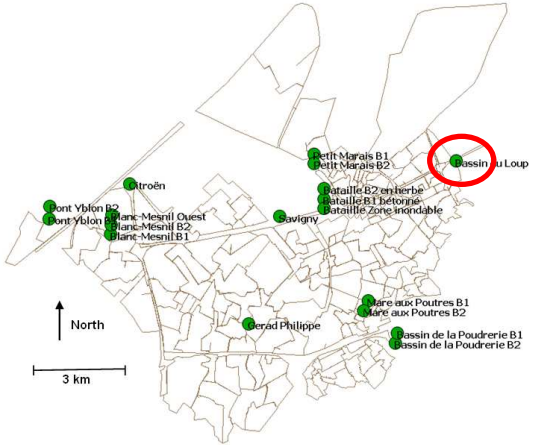 Petit Marais B1
Petit Marais B2
Bassin du Loup
Citroën
Bataille B2 en herbe
Bataille B1 bétonné
Bataille Zone inondable
Pont Yblon B2
Pont Yblon
Blanc-Mesnil Ouest
Blanc-Mesnil B2
Blanc-Mesnil B1
Savigny
Mare aux Poutres B1
Mare aux Poutres B2
Gerad Philippe
Bassin de la Poudrerie B1
Bassin de la Poudrerie B2
North
3 km